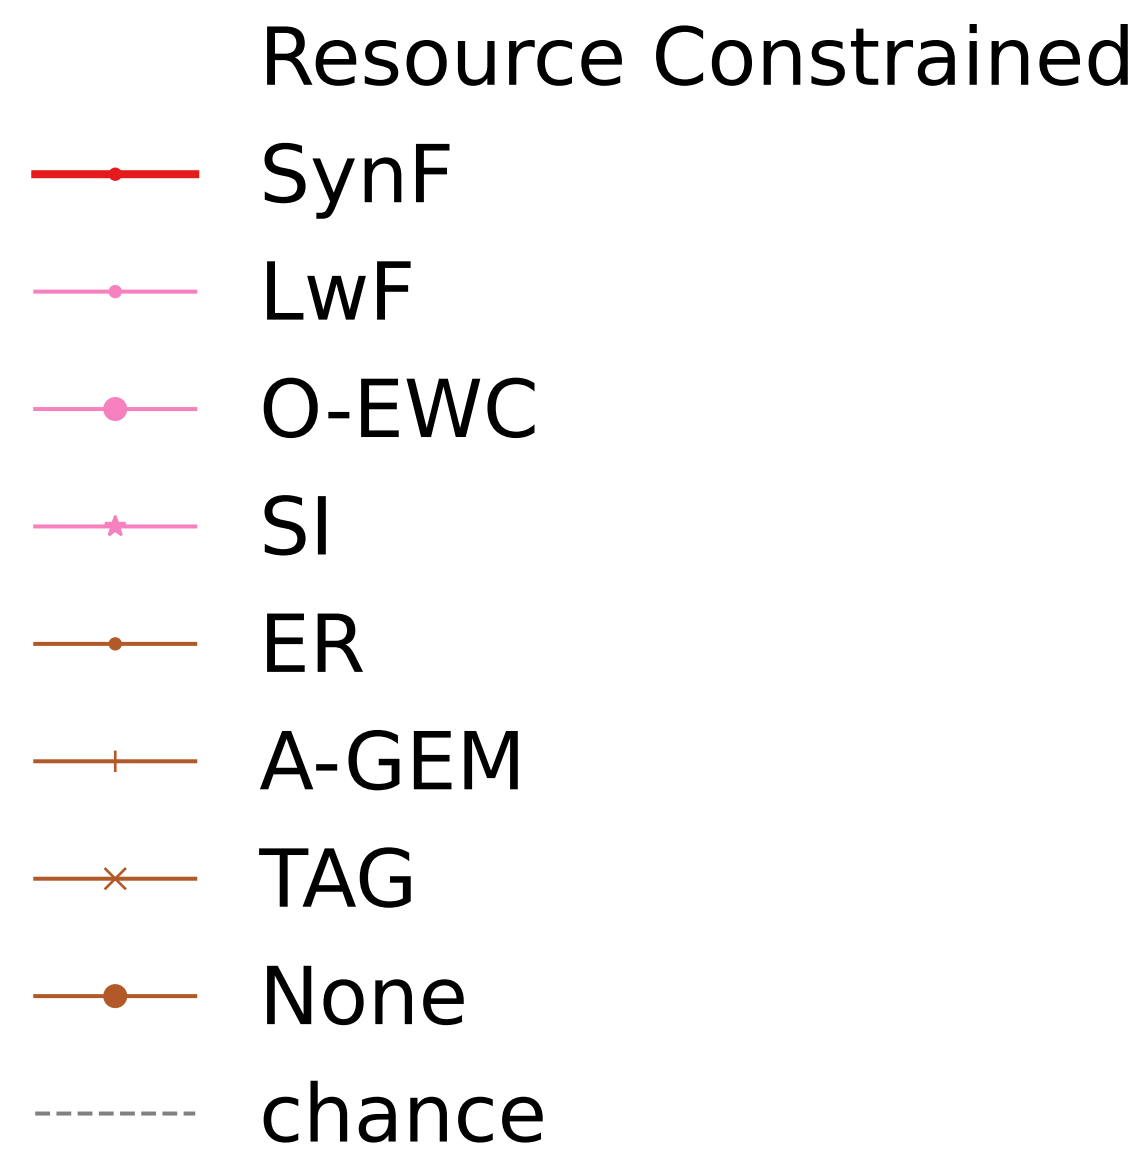 Resource Constrained
SynF
LwF
O-EWC
SI
ER
A-GEM
TAG
None
chance